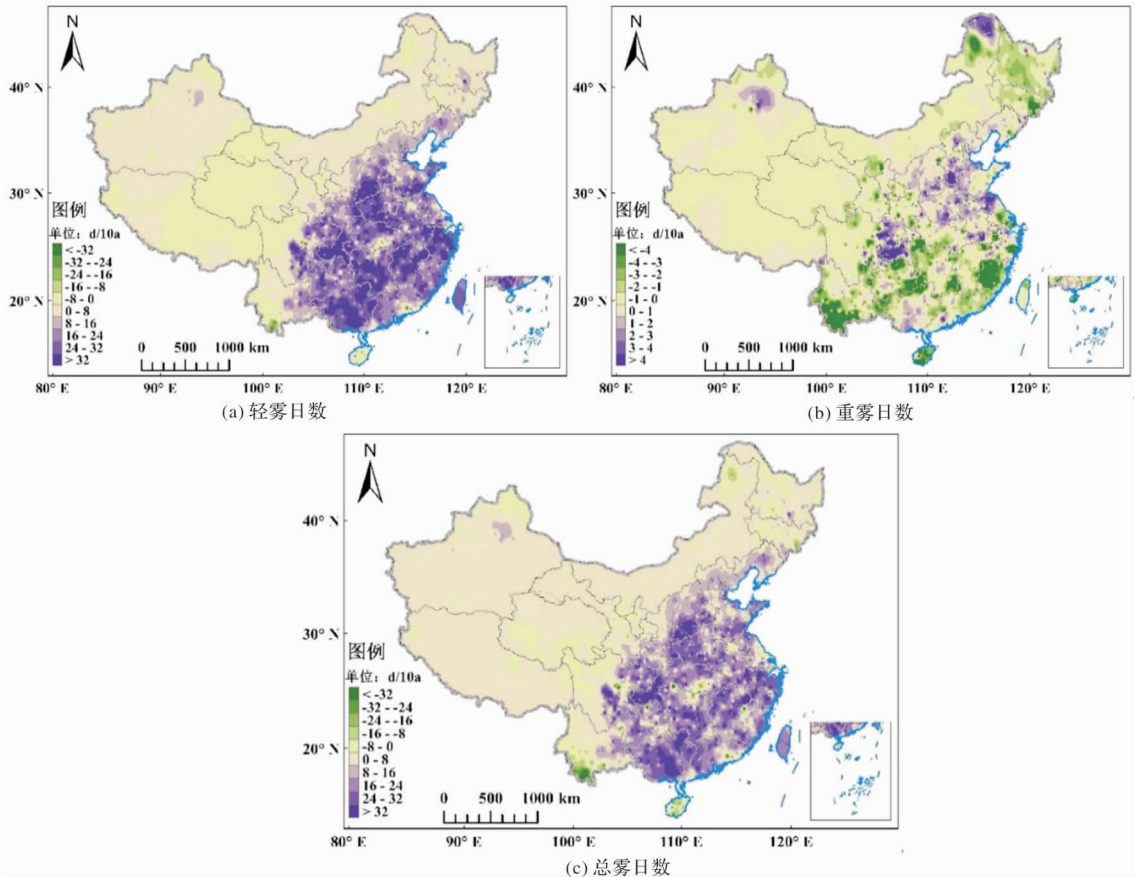 N
40° N
30° N
20° N
图例
单位: d/10a
< -32
-32 - -24
-24 - -16
-16 - -8
-8 - 0
0 - 8
8 - 16
16 - 24
24 - 32
> 32
0 500 1000 km
80° E 90° E 100° E 110° E 120° E
(a) 轻雾日数
N
40° N
30° N
20° N
图例
单位: d/10a
< -4
-4 - -3
-3 - -2
-2 - -1
-1 - 0
0 - 1
1 - 2
2 - 3
3 - 4
> 4
0 500 1000 km
80° E 90° E 100° E 110° E 120° E
(b) 重雾日数
N
40° N
30° N
20° N
图例
单位: d/10a
< -32
-32 - -24
-24 - -16
-16 - -8
-8 - 0
0 - 8
8 - 16
16 - 24
24 - 32
> 32
0 500 1000 km
80° E 90° E 100° E 110° E 120° E
(c) 总雾日数